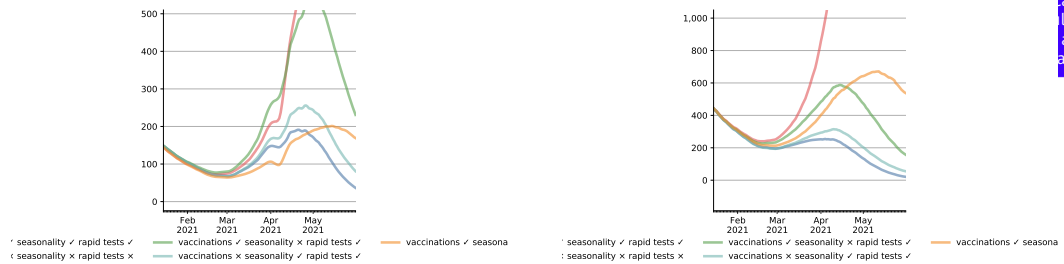 500
400
300
200
100
0
Feb 2021
Mar 2021
Apr 2021
May 2021
seasonality ✓ rapid tests ✓
vaccinations ✓ seasonality × rapid tests ✓
vaccinations ✓ seasona
seasonality ✓ rapid tests ×
vaccinations × seasonality ✓ rapid tests ✓
1,000
800
600
400
200
0
Feb 2021
Mar 2021
Apr 2021
May 2021
seasonality ✓ rapid tests ✓
vaccinations ✓ seasonality × rapid tests ✓
vaccinations ✓ seasona
seasonality ✓ rapid tests ×
vaccinations × seasonality ✓ rapid tests ✓